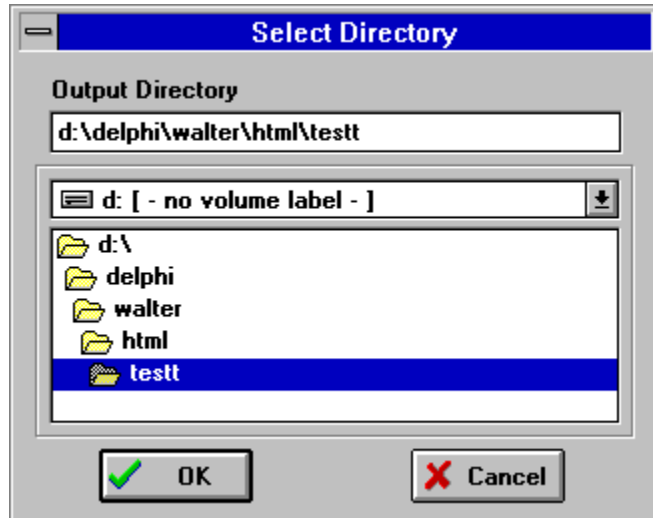 Select Directory
Output Directory
d:\delphi\walter\html\testt
d: [ - no volume label - ]
d:\
delphi
walter
html
testt
OK
Cancel